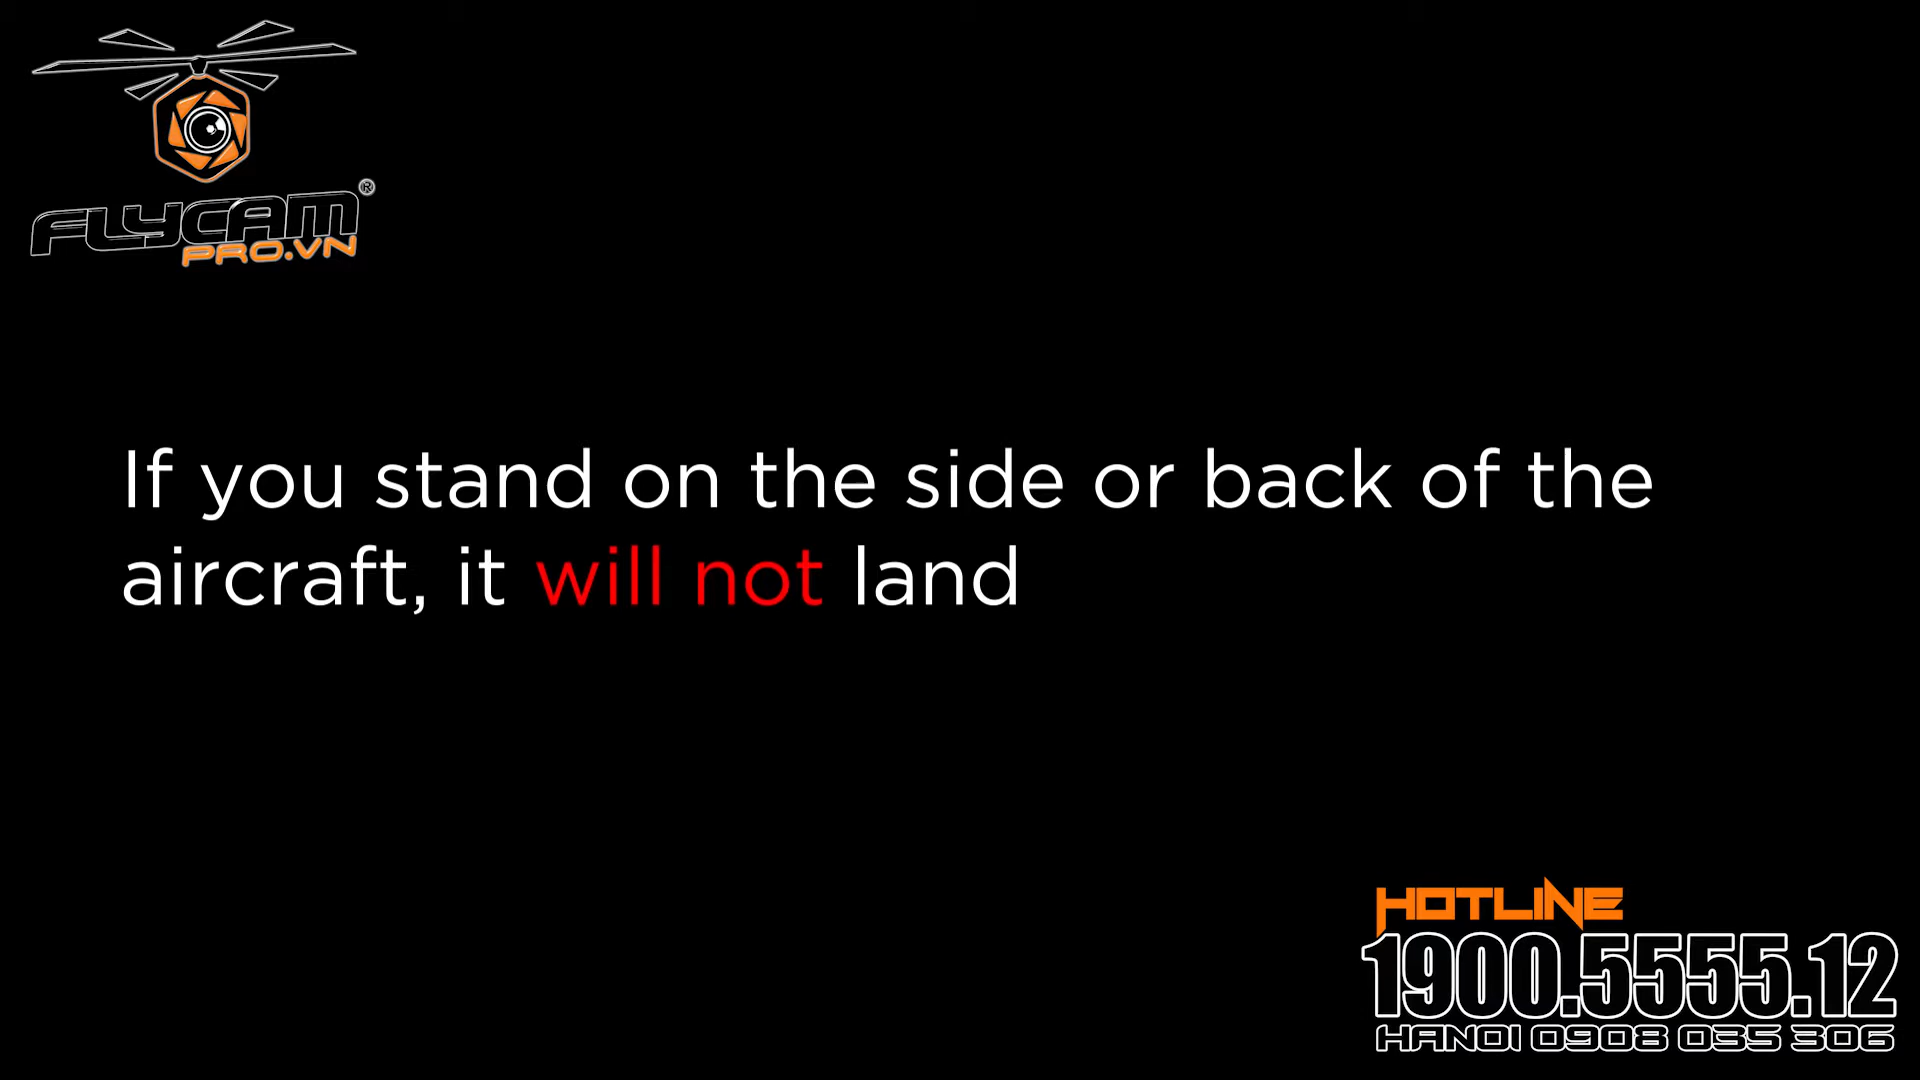 FLYCAM®
PRO.VN
If you stand on the side or back of the
aircraft, it will not land
HOTLINE
1900.5555.12
HANOI 0908 035 306